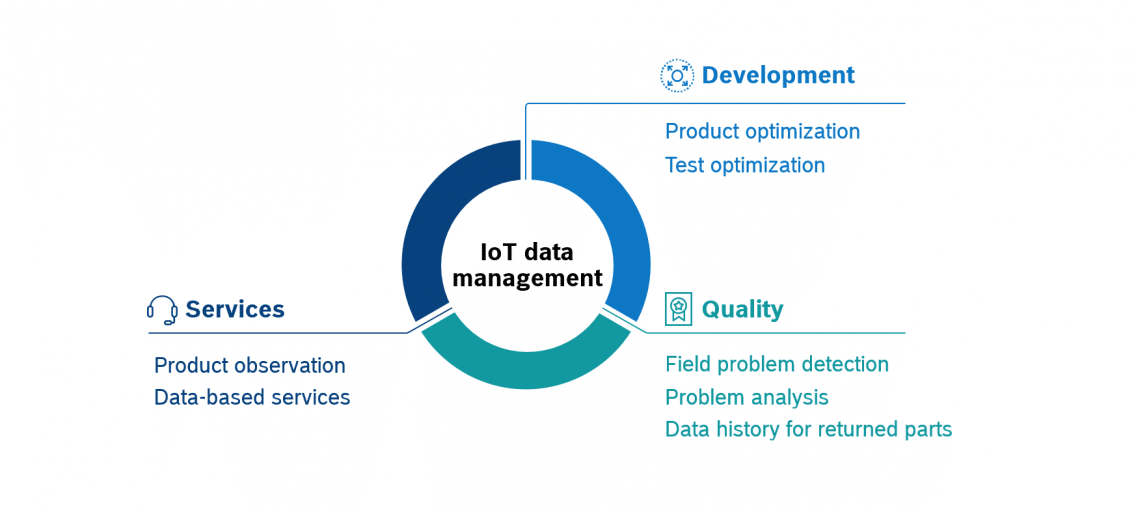 Development
Product optimization
Test optimization
IoT data
management
Services
Product observation
Data-based services
Quality
Field problem detection
Problem analysis
Data history for returned parts